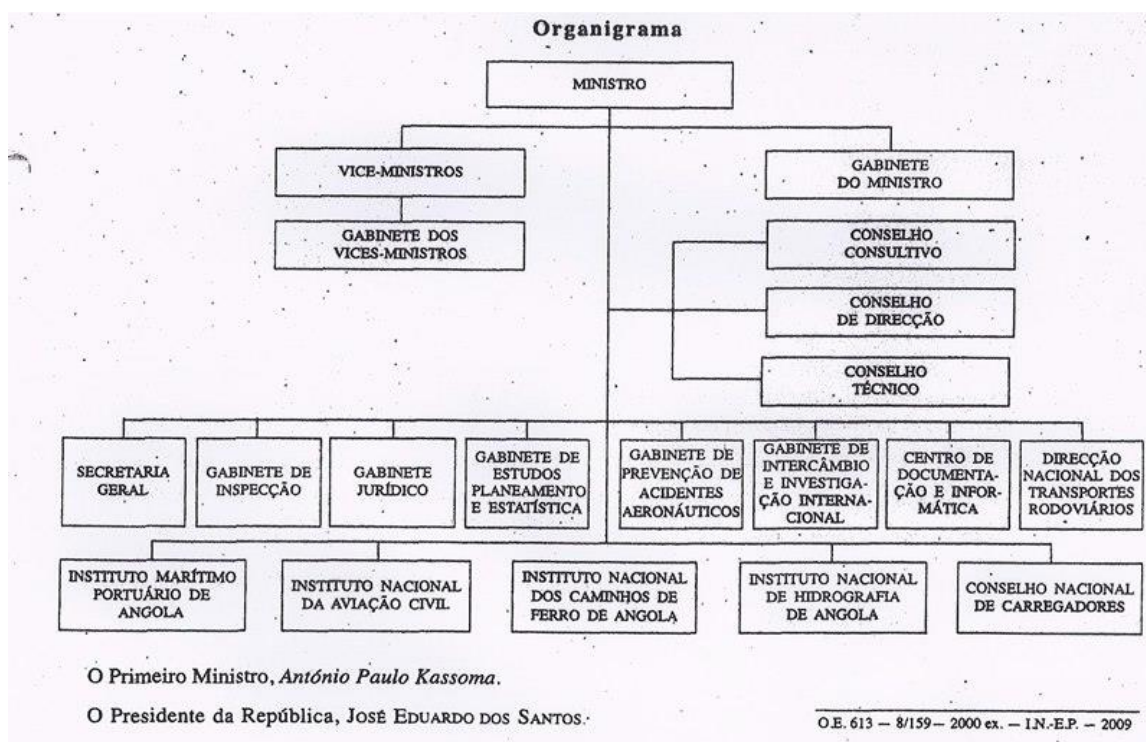 Organigrama
MINISTRO
VICE-MINISTROS
GABINETE
DO MINISTRO
GABINETE DOS
VICES-MINISTROS
CONSELHO
CONSULTIVO
CONSELHO
DE DIRECÇÃO
CONSELHO
TÉCNICO
SECRETARIA
GERAL
GABINETE DE
INSPECÇÃO
GABINETE
JURÍDICO
GABINETE DE
ESTUDOS
PLANEAMENTO
E ESTATÍSTICA
GABINETE DE
PREVENÇÃO DE
ACIDENTES
AERONÁUTICOS
GABINETE DE
INTERCÂMBIO
E INVESTIGA-
ÇÃO INTERNA-
CIONAL
CENTRO DE
DOCUMENTA-
ÇÃO E INFOR-
MÁTICA
DIRECÇÃO
NACIONAL DOS
TRANSPORTES
RODOVIÁRIOS
INSTITUTO MARÍTIMO
PORTUÁRIO DE
ANGOLA
INSTITUTO NACIONAL
DA AVIAÇÃO CIVIL
INSTITUTO NACIONAL
DOS CAMINHOS DE
FERRO DE ANGOLA
INSTITUTO NACIONAL
DE HIDROGRAFIA
DE ANGOLA
CONSELHO NACIONAL
DE CARREGADORES
O Primeiro Ministro, António Paulo Kassoma.
O Presidente da República, JOSÉ EDUARDO DOS SANTOS.
O.E. 613 — 8/159 — 2000 ex. — I.N.-E.P. — 2009